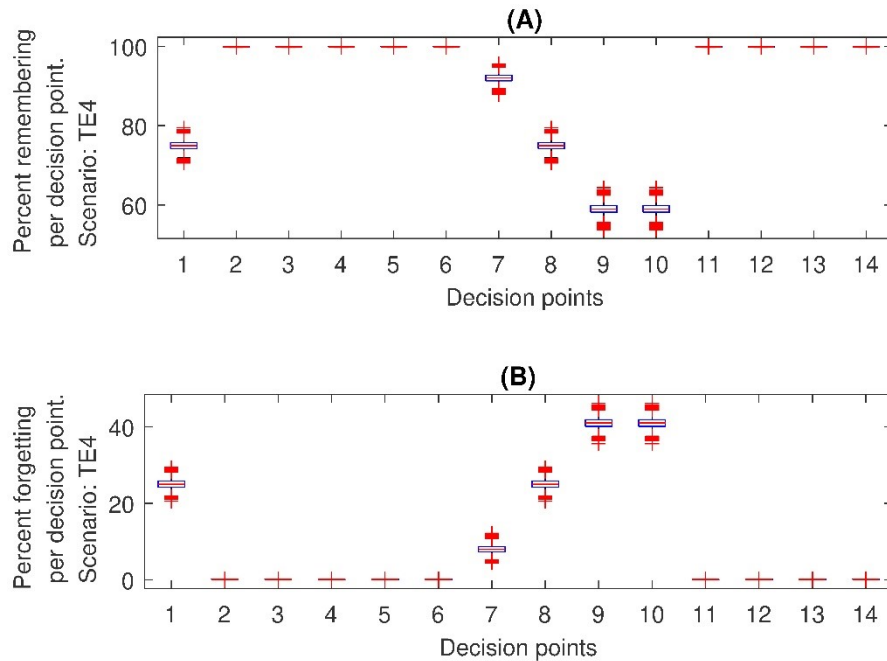 (A)
Percent remembering
per decision point.
Scenario: TE4
100
80
60
1 2 3 4 5 6 7 8 9 10 11 12 13 14
Decision points
(B)
Percent forgetting
per decision point.
Scenario: TE4
40
20
0
1 2 3 4 5 6 7 8 9 10 11 12 13 14
Decision points